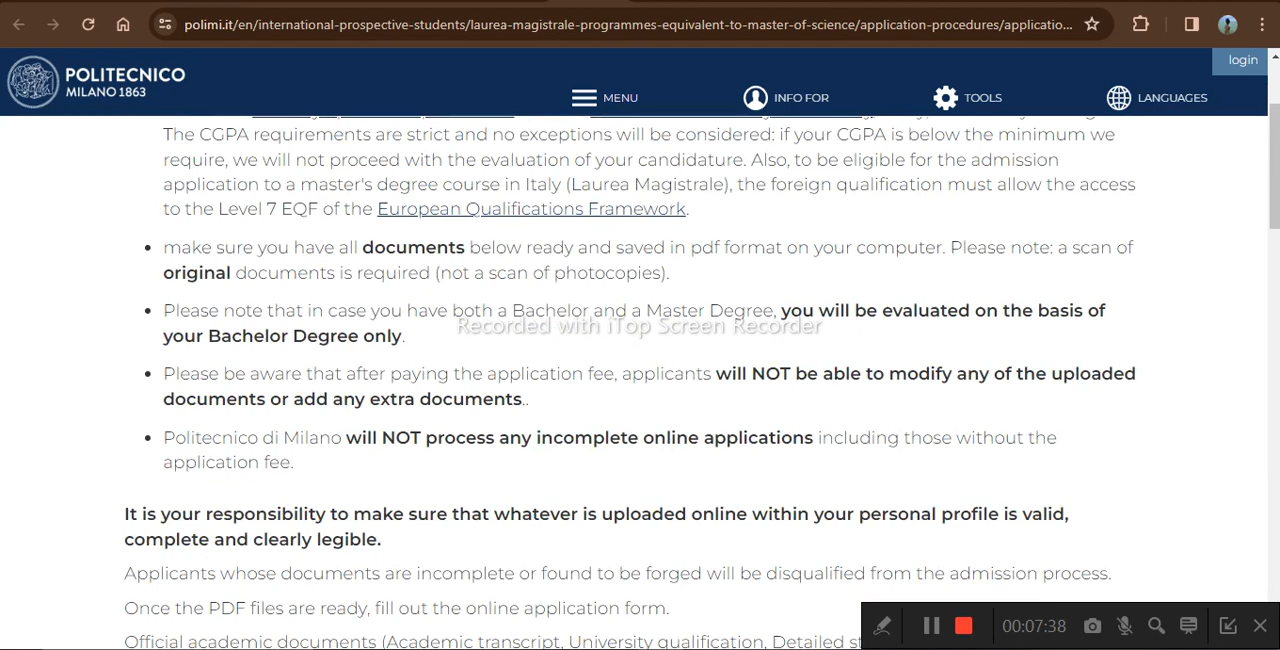 polimi.it/en/international-prospective-students/laurea-magistrale-programmes-equivalent-to-master-of-science/application-procedures/applicatio...
login
POLITECNICO
MILANO 1863
MENU
INFO FOR
TOOLS
LANGUAGES
The CGPA requirements are strict and no exceptions will be considered: if your CGPA is below the minimum we
require, we will not proceed with the evaluation of your candidature. Also, to be eligible for the admission
application to a master's degree course in Italy (Laurea Magistrale), the foreign qualification must allow the access
to the Level 7 EQF of the European Qualifications Framework.
• make sure you have all documents below ready and saved in pdf format on your computer. Please note: a scan of
original documents is required (not a scan of photocopies).
• Please note that in case you have both a Bachelor and a Master Degree, you will be evaluated on the basis of
your Bachelor Degree only.
Recorded with iTop Screen Recorder
• Please be aware that after paying the application fee, applicants will NOT be able to modify any of the uploaded
documents or add any extra documents..
• Politecnico di Milano will NOT process any incomplete online applications including those without the
application fee.
It is your responsibility to make sure that whatever is uploaded online within your personal profile is valid,
complete and clearly legible.
Applicants whose documents are incomplete or found to be forged will be disqualified from the admission process.
Once the PDF files are ready, fill out the online application form.
Official academic documents (Academic transcript, University qualification, Detailed st
00:07:38